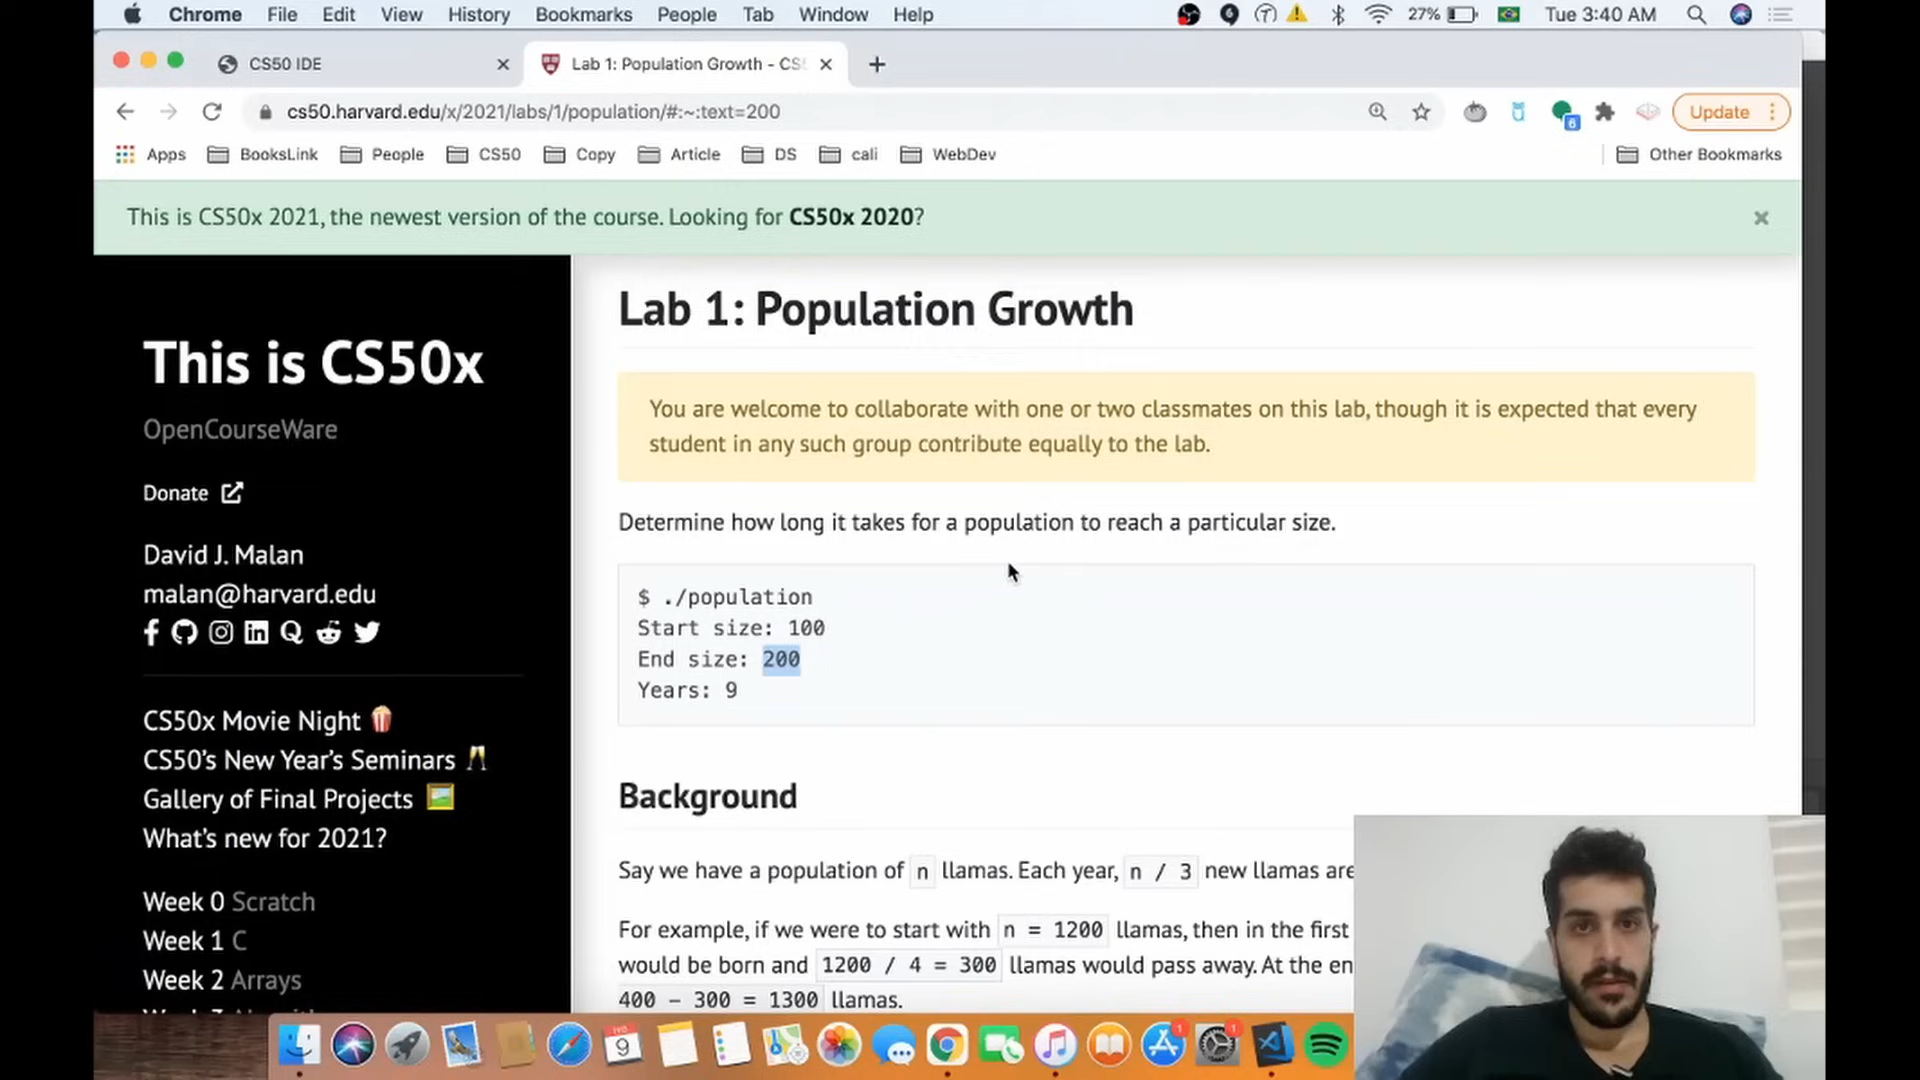 Chrome File Edit View History Bookmarks People Tab Window Help 27% Tue 3:40 AM
CS50 IDE Lab 1: Population Growth - CS
cs50.harvard.edu/x/2021/labs/1/population/#:~:text=200 6 Update
Apps BooksLink People CS50 Copy Article DS cali WebDev Other Bookmarks
This is CS50x 2021, the newest version of the course. Looking for CS50x 2020?
This is CS50x
OpenCourseWare
Donate
David J. Malan
malan@harvard.edu
CS50x Movie Night 🍿
CS50’s New Year’s Seminars 🥂
Gallery of Final Projects 🖼️
What’s new for 2021?
Week 0 Scratch
Week 1 C
Week 2 Arrays
Lab 1: Population Growth
You are welcome to collaborate with one or two classmates on this lab, though it is expected that every
student in any such group contribute equally to the lab.
Determine how long it takes for a population to reach a particular size.
$ ./population
Start size: 100
End size: 200
Years: 9
Background
Say we have a population of n llamas. Each year, n / 3 new llamas are
For example, if we were to start with n = 1200 llamas, then in the first
would be born and 1200 / 4 = 300 llamas would pass away. At the en
400 - 300 = 1300 llamas.
9
1
1